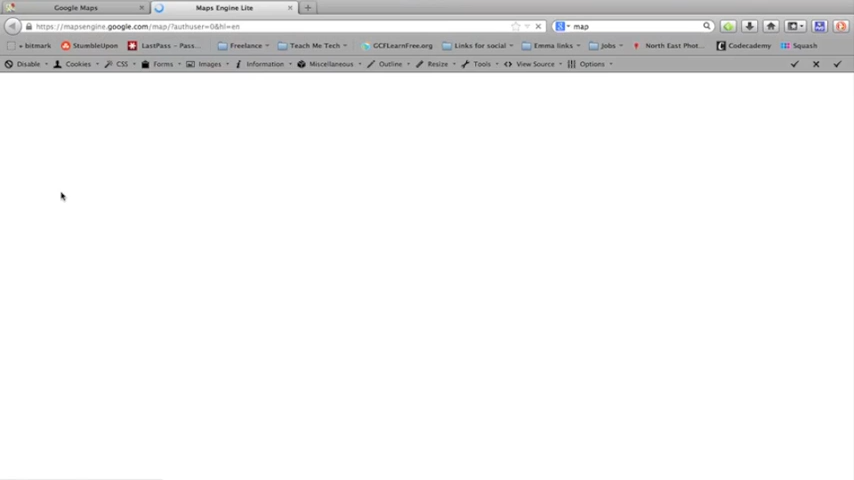 Google Maps
Maps Engine Lite
https://mapsengine.google.com/map/?authuser=0&hl=en
map
bitmark StumbleUpon LastPass - Pass... Freelance Teach Me Tech GCFLearnFree.org Links for social Emma links Jobs North East Phot... Codecademy Squash
Disable Cookies CSS Forms Images Information Miscellaneous Outline Resize Tools View Source Options